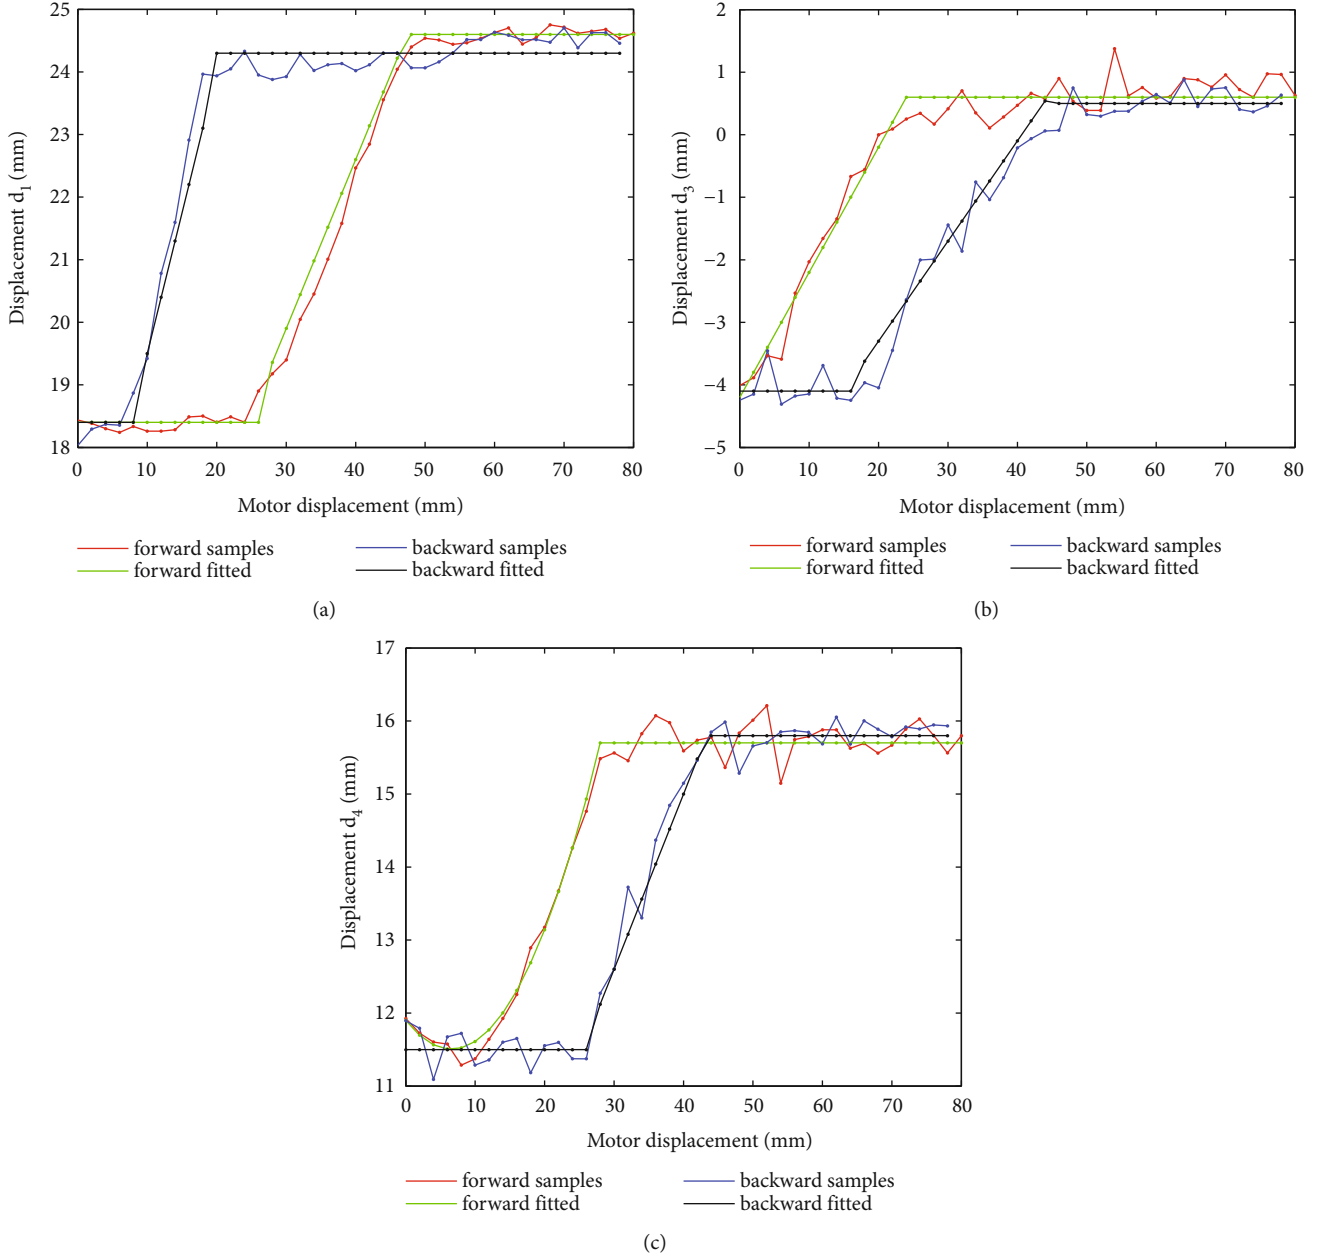 25
24
23
22
21
20
19
18
Displacement d1 (mm)
0 10 20 30 40 50 60 70 80
Motor displacement (mm)
forward samples
forward fitted
backward samples
backward fitted
(a)
2
1
0
−1
−2
−3
−4
−5
Displacement d3 (mm)
0 10 20 30 40 50 60 70 80
Motor displacement (mm)
forward samples
forward fitted
backward samples
backward fitted
(b)
17
16
15
14
13
12
11
Displacement d4 (mm)
0 10 20 30 40 50 60 70 80
Motor displacement (mm)
forward samples
forward fitted
backward samples
backward fitted
(c)